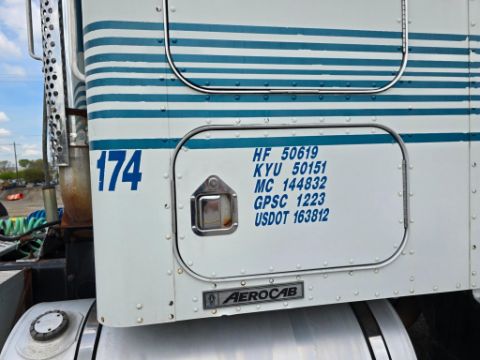 174
HF 50619
KYU 50151
MC 144832
GPSC 1223
USDOT 163812
AEROCAB